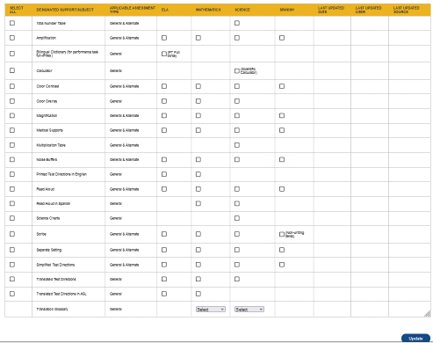 SELECT ALL DESIGNATED SUPPORT/SUBJECT APPLICABLE ASSESSMENT TYPE ELA MATHEMATICS SCIENCE SPANISH LAST UPDATED DATE LAST UPDATED USER LAST UPDATED SOURCE
100s Number Table General & Alternate
Amplification General & Alternate
Bilingual Dictionary (for performance task full-writes) General
Calculator General (Scientific Calculator)
Color Contrast General & Alternate
Color Overlay General & Alternate
Magnification General & Alternate
Medical Supports General & Alternate
Multiplication Table General & Alternate
Noise Buffers General & Alternate
Printed Test Directions in English General
Read Aloud General & Alternate
Read Aloud in Spanish General
Science Charts General
Scribe General & Alternate (Non-writing items)
Separate Setting General & Alternate
Simplified Test Directions General & Alternate
Translated Test Directions General
Translated Test Directions in ASL General
Translated Glossary General Select Select
Update